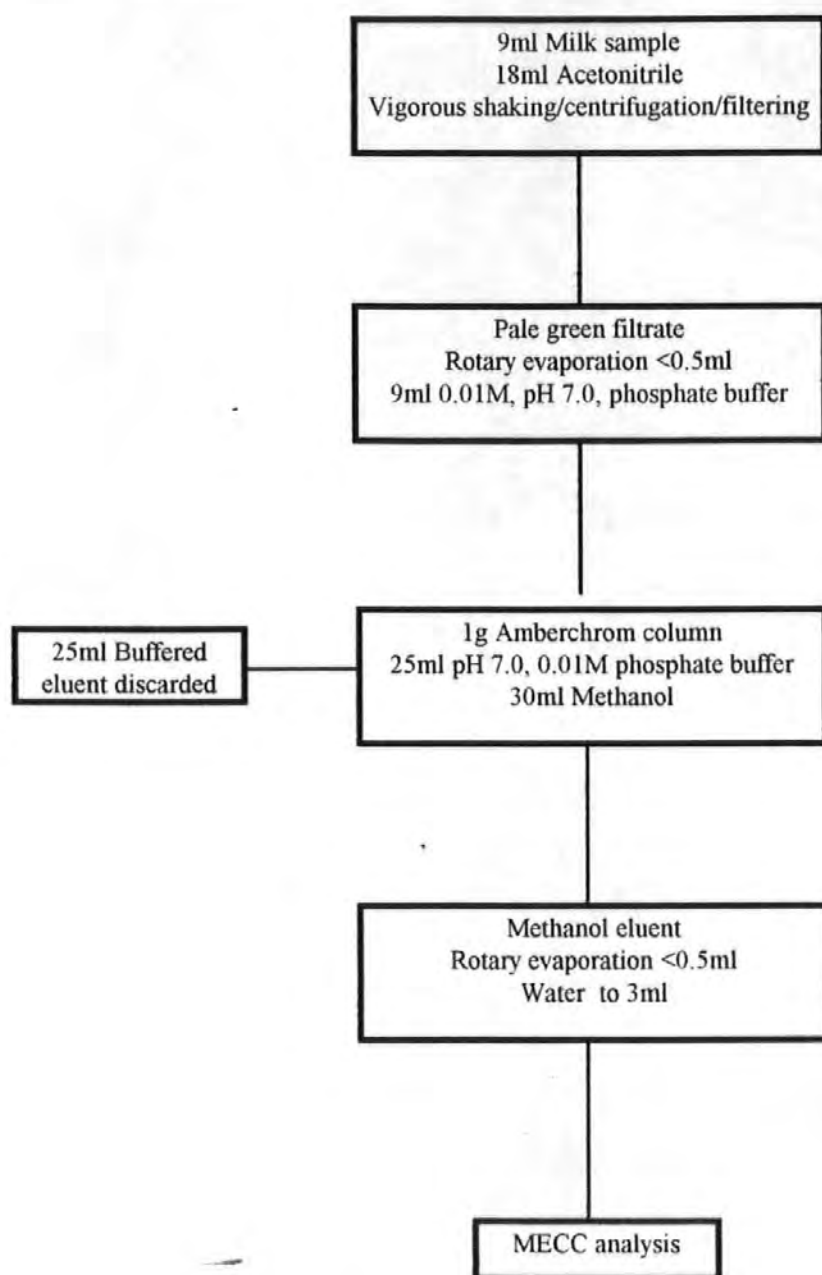 9ml Milk sample
18ml Acetonitrile
Vigorous shaking/centrifugation/filtering
Pale green filtrate
Rotary evaporation <0.5ml
9ml 0.01M, pH 7.0, phosphate buffer
25ml Buffered
eluent discarded
1g Amberchrom column
25ml pH 7.0, 0.01M phosphate buffer
30ml Methanol
Methanol eluent
Rotary evaporation <0.5ml
Water to 3ml
MECC analysis